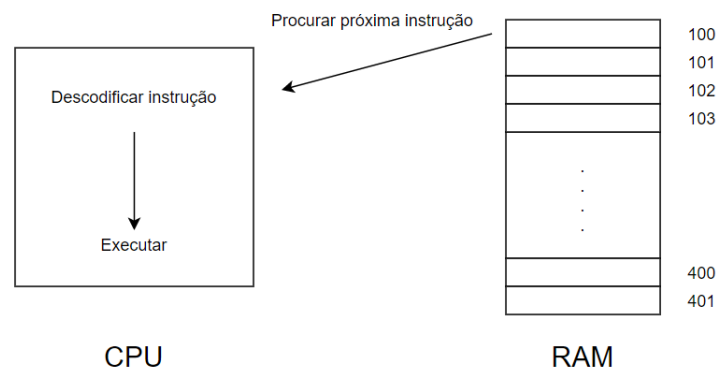 Procurar próxima instrução
Descodificar instrução
Executar
CPU
100
101
102
103
.
.
.
.
400
401
RAM